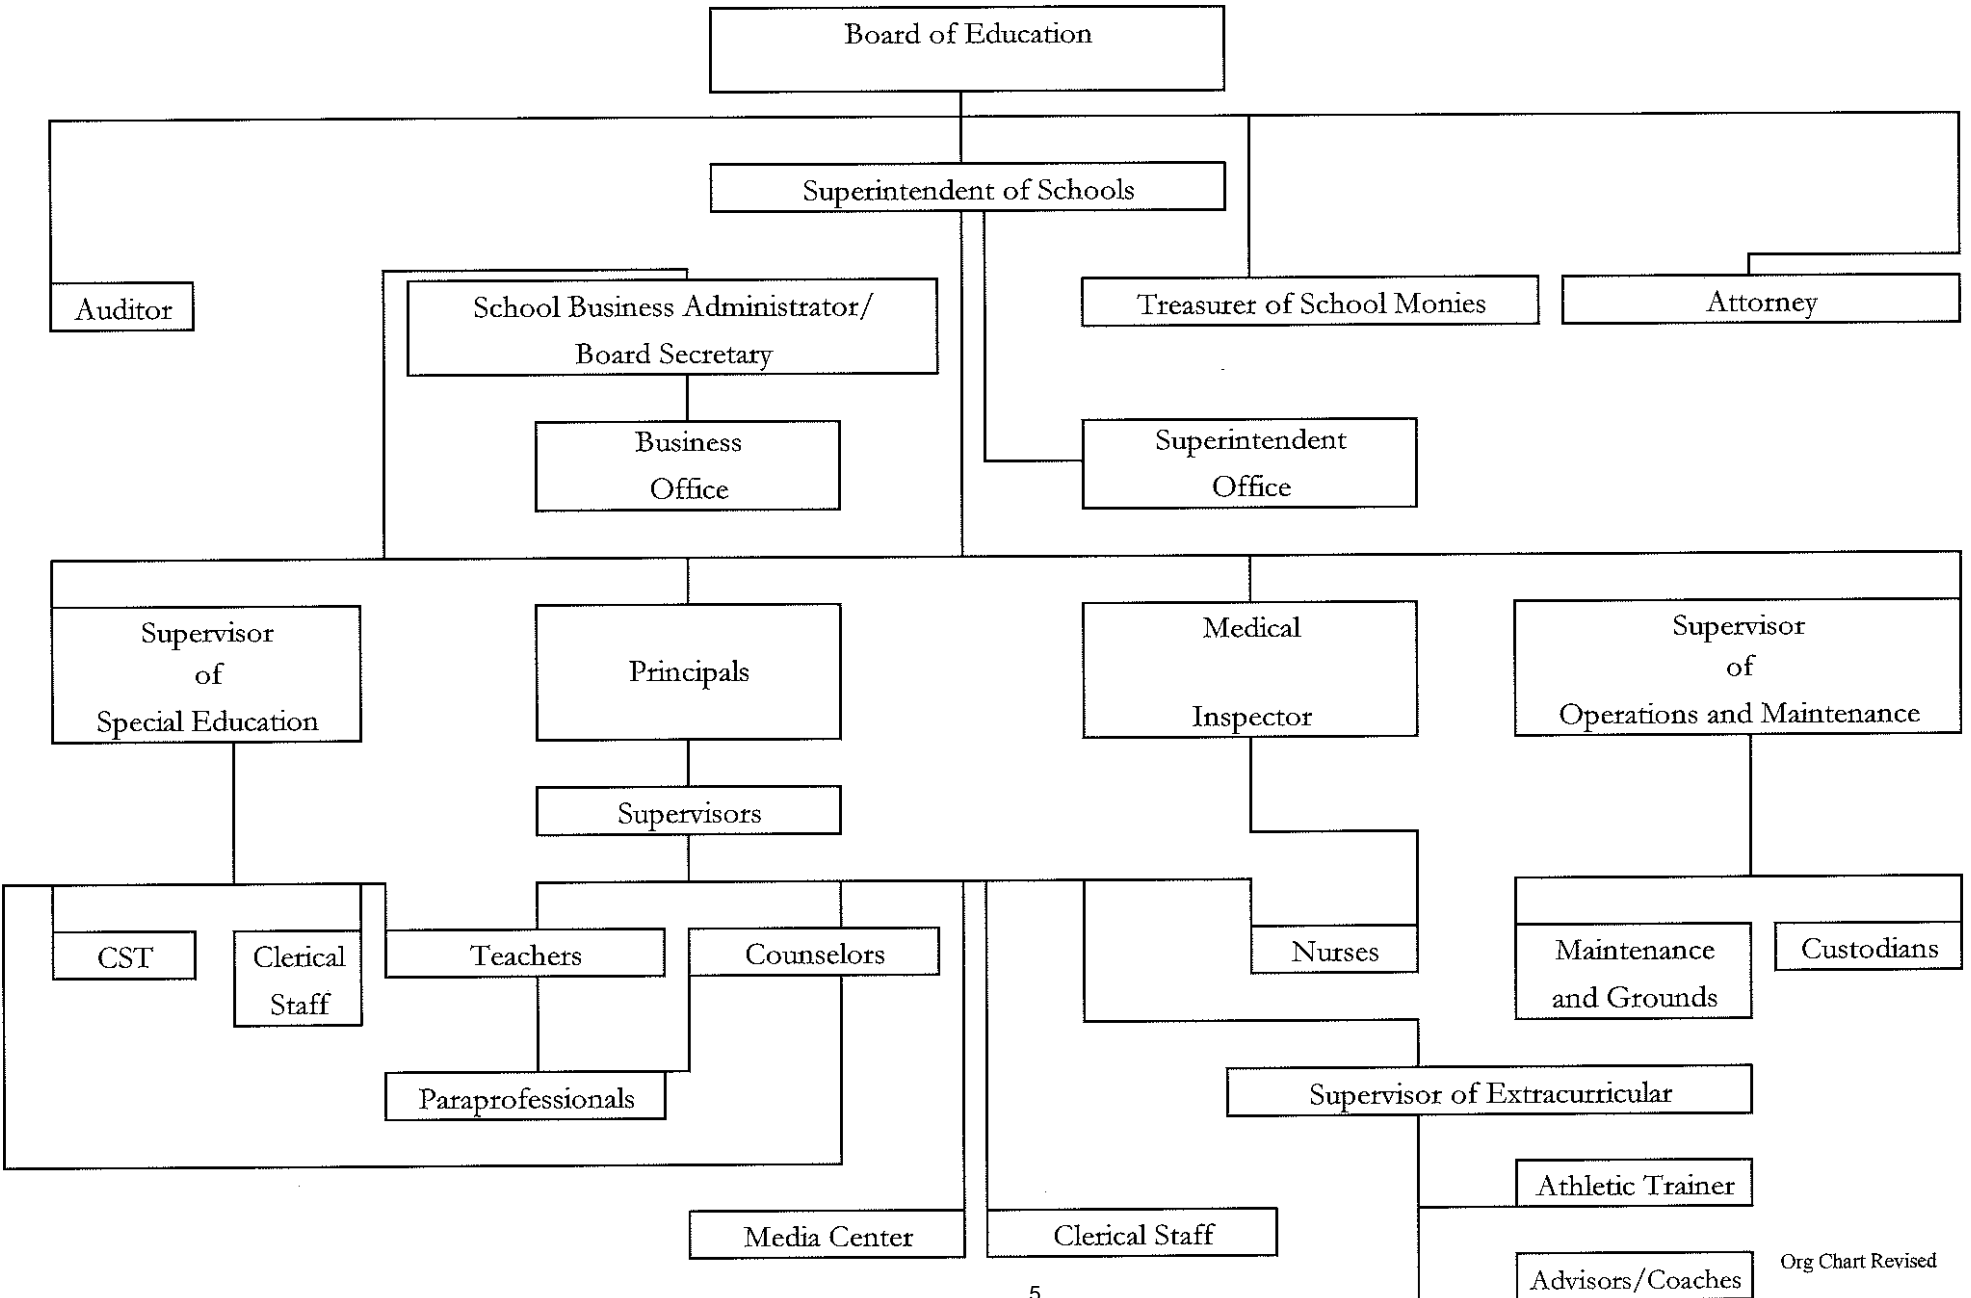 Board of Education
Superintendent of Schools
Auditor
School Business Administrator/
Board Secretary
Treasurer of School Monies
Attorney
Business
Office
Superintendent
Office
Supervisor
of
Special Education
Principals
Medical
Inspector
Supervisor
of
Operations and Maintenance
Supervisors
CST
Clerical
Staff
Teachers
Counselors
Nurses
Maintenance
and Grounds
Custodians
Paraprofessionals
Supervisor of Extracurricular
Athletic Trainer
Media Center
Clerical Staff
Advisors/Coaches
Org Chart Revised
5